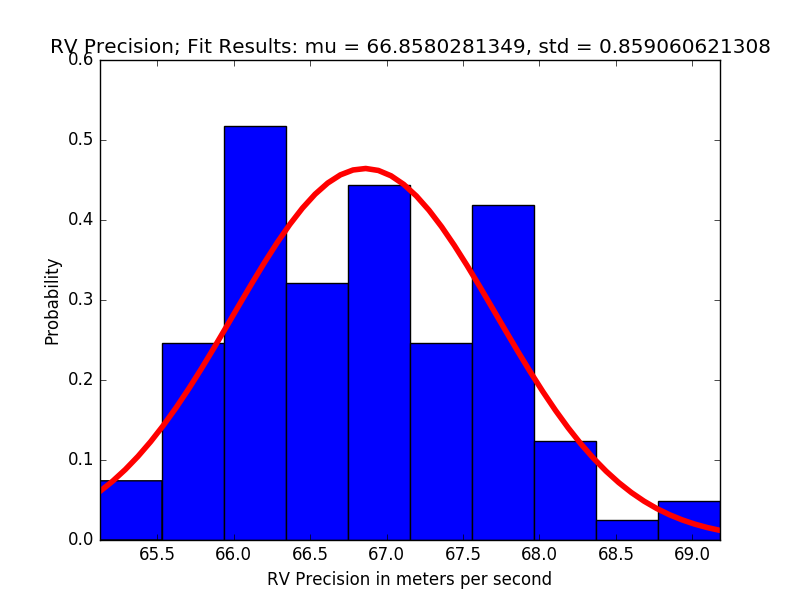 RV Precision; Fit Results: mu = 66.8580281349, std = 0.859060621308
0.6
0.5
0.4
0.3
0.2
0.1
0.0
Probability
65.5 66.0 66.5 67.0 67.5 68.0 68.5 69.0
RV Precision in meters per second